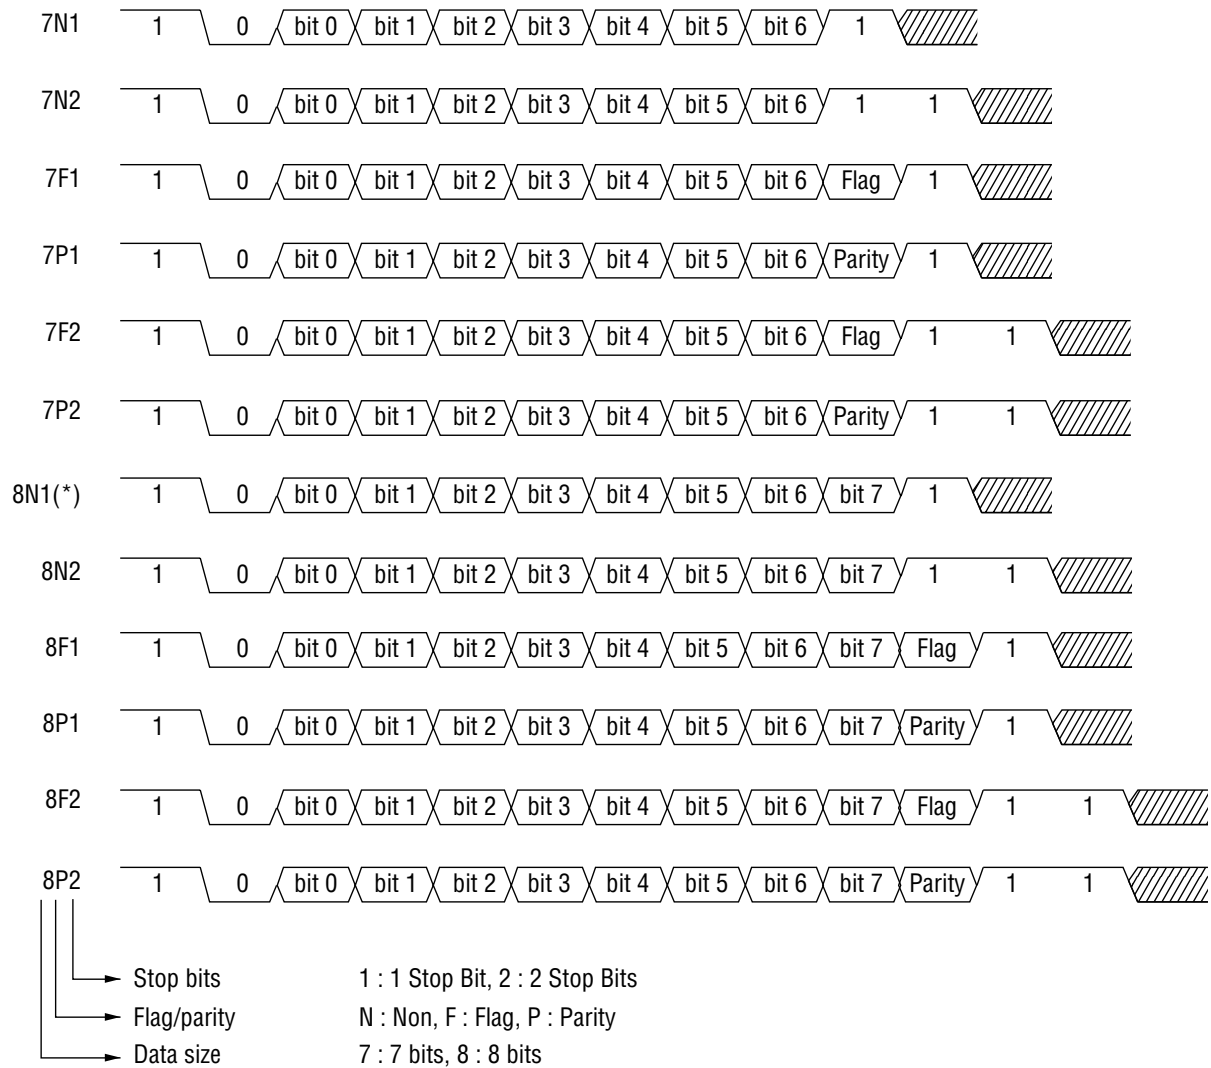 7N1 1 0 bit 0 bit 1 bit 2 bit 3 bit 4 bit 5 bit 6 1
7N2 1 0 bit 0 bit 1 bit 2 bit 3 bit 4 bit 5 bit 6 1 1
7F1 1 0 bit 0 bit 1 bit 2 bit 3 bit 4 bit 5 bit 6 Flag 1
7P1 1 0 bit 0 bit 1 bit 2 bit 3 bit 4 bit 5 bit 6 Parity 1
7F2 1 0 bit 0 bit 1 bit 2 bit 3 bit 4 bit 5 bit 6 Flag 1 1
7P2 1 0 bit 0 bit 1 bit 2 bit 3 bit 4 bit 5 bit 6 Parity 1 1
8N1(*) 1 0 bit 0 bit 1 bit 2 bit 3 bit 4 bit 5 bit 6 bit 7 1
8N2 1 0 bit 0 bit 1 bit 2 bit 3 bit 4 bit 5 bit 6 bit 7 1 1
8F1 1 0 bit 0 bit 1 bit 2 bit 3 bit 4 bit 5 bit 6 bit 7 Flag 1
8P1 1 0 bit 0 bit 1 bit 2 bit 3 bit 4 bit 5 bit 6 bit 7 Parity 1
8F2 1 0 bit 0 bit 1 bit 2 bit 3 bit 4 bit 5 bit 6 bit 7 Flag 1 1
8P2 1 0 bit 0 bit 1 bit 2 bit 3 bit 4 bit 5 bit 6 bit 7 Parity 1 1
Stop bits 1 : 1 Stop Bit, 2 : 2 Stop Bits
Flag/parity N : Non, F : Flag, P : Parity
Data size 7 : 7 bits, 8 : 8 bits